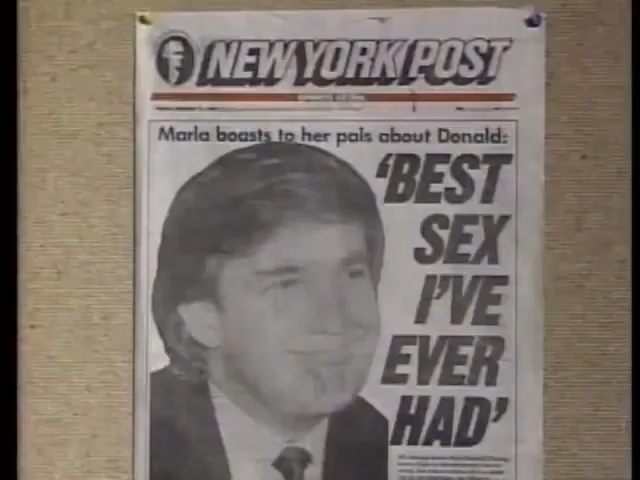 NEW YORK POST
Marla boasts to her pals about Donald:
'BEST
SEX
I'VE
EVER
HAD'